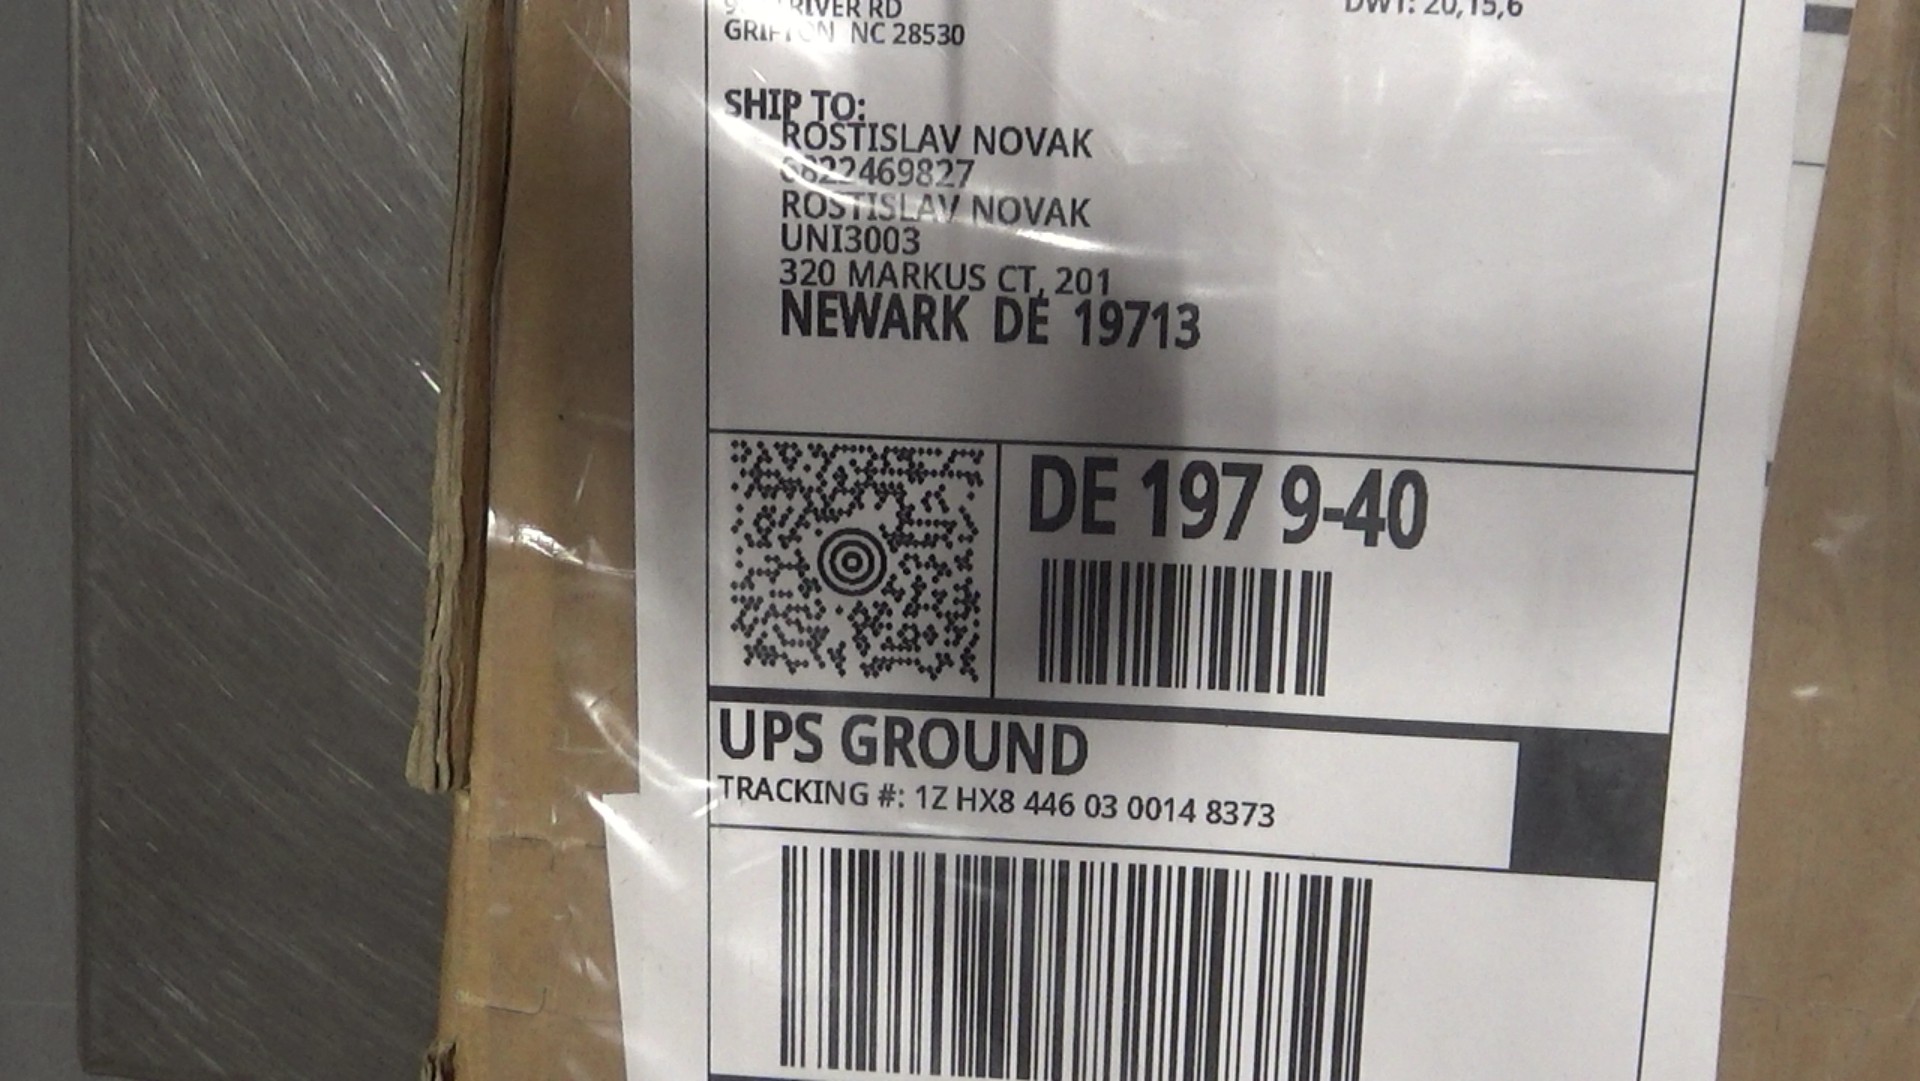 RIVER RD
NC 28530
DWT: 20,15,6
SHIP TO:
ROSTISLAV NOVAK
ROSTISLAV NOVAK
UNI3003
320 MARKUS CT, 201
NEWARK DE 19713
DE 197 9-40
UPS GROUND
TRACKING #: 1Z HX8 446 03 0014 8373